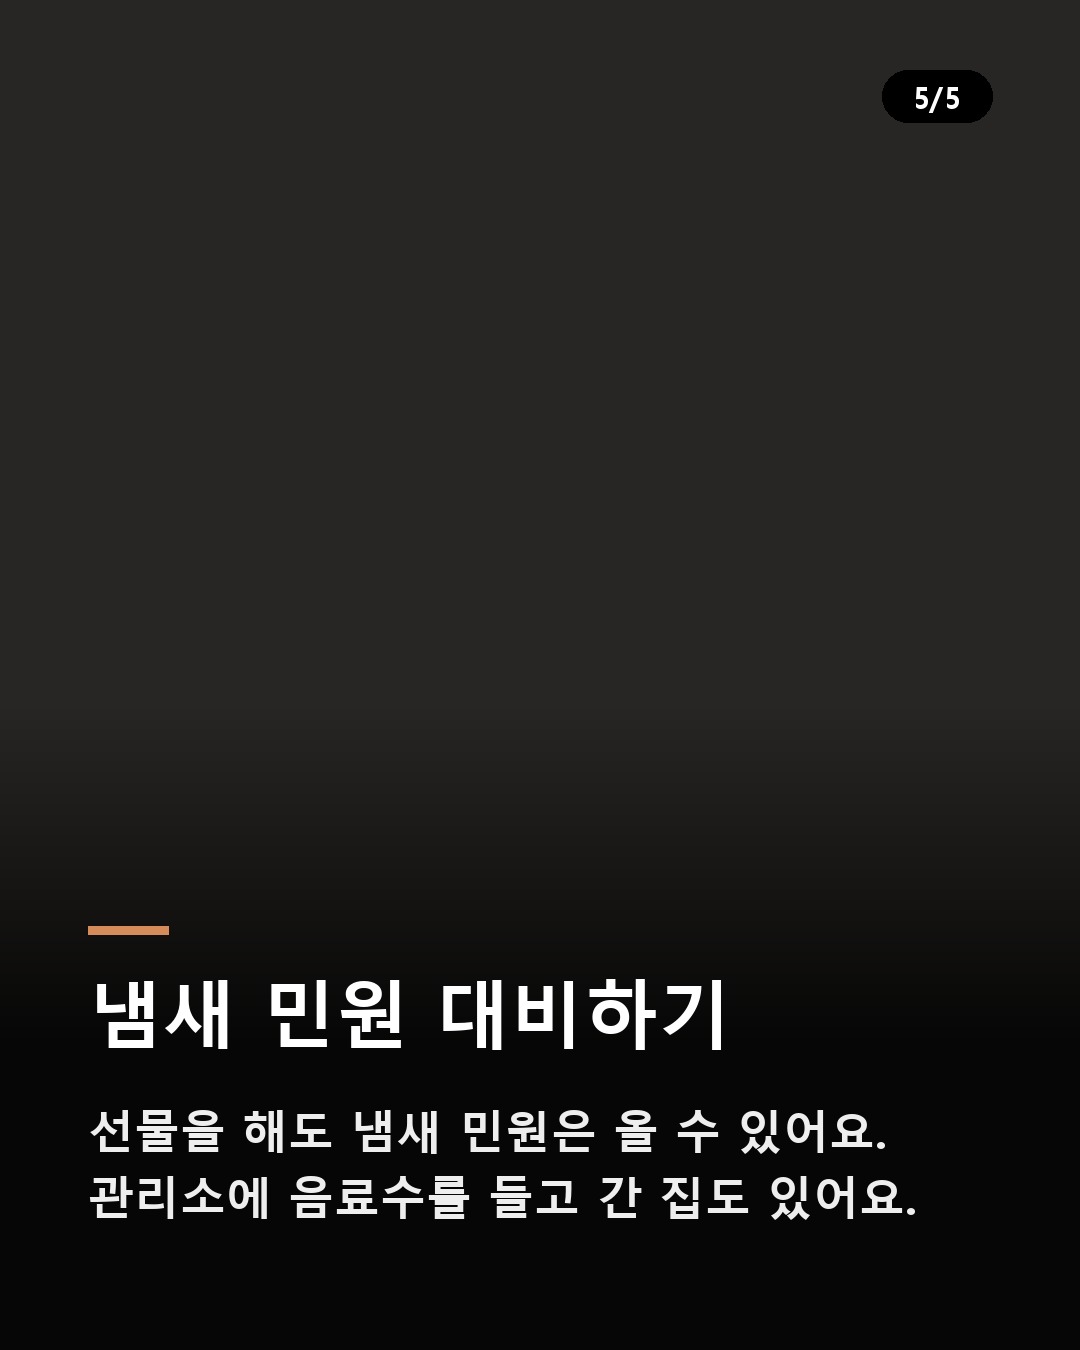 5/5
냄새 민원 대비하기
선물을 해도 냄새 민원은 올 수 있어요.
관리소에 음료수를 들고 간 집도 있어요.